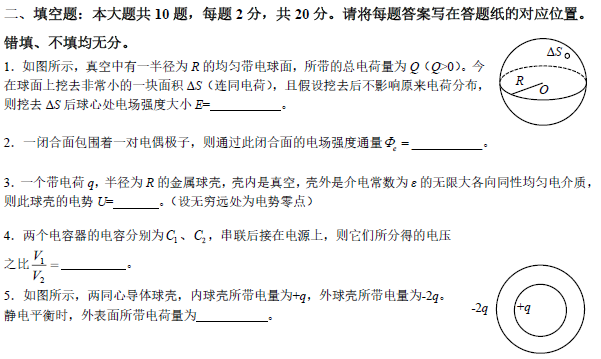 二、填空题：本大题共 10 题，每题 2 分，共 20 分。请将每题答案写在答题纸的对应位置。
错填、不填均无分。
1．如图所示，真空中有一半径为 R 的均匀带电球面，所带的总电荷量为 Q（Q>0）。今
在球面上挖去非常小的一块面积 ΔS（连同电荷），且假设挖去后不影响原来电荷分布，
则挖去 ΔS 后球心处电场强度大小 E=____________。
ΔS
R
O
2．一闭合面包围着一对电偶极子，则通过此闭合面的电场强度通量 Φₑ = ____________。
3．一个带电荷 q，半径为 R 的金属球壳，壳内是真空，壳外是介电常数为 ε 的无限大各向同性均匀电介质，
则此球壳的电势 U=________。（设无穷远处为电势零点）
4．两个电容器的电容分别为 C₁、C₂，串联后接在电源上，则它们所分得的电压
之比 V₁/V₂ = ___________。
5．如图所示，两同心导体球壳，内球壳所带电量为+q，外球壳所带电量为-2q。
静电平衡时，外表面所带电荷量为____________。
-2q
+q